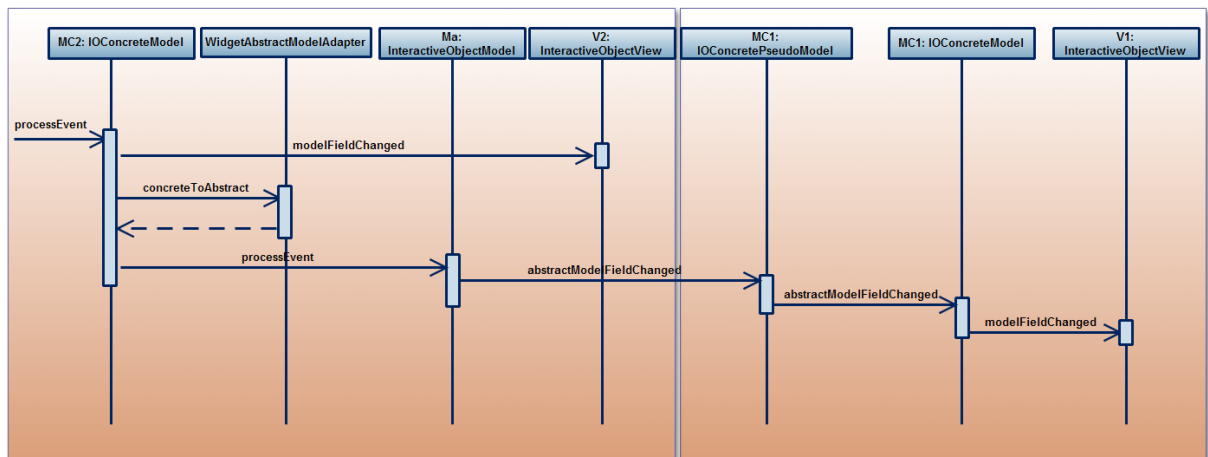 MC2: IOConcreteModel
WidgetAbstractModelAdapter
Ma:
InteractiveObjectModel
V2:
InteractiveObjectView
MC1:
IOConcretePseudoModel
MC1: IOConcreteModel
V1:
InteractiveObjectView
processEvent
modelFieldChanged
concreteToAbstract
processEvent
abstractModelFieldChanged
abstractModelFieldChanged
modelFieldChanged